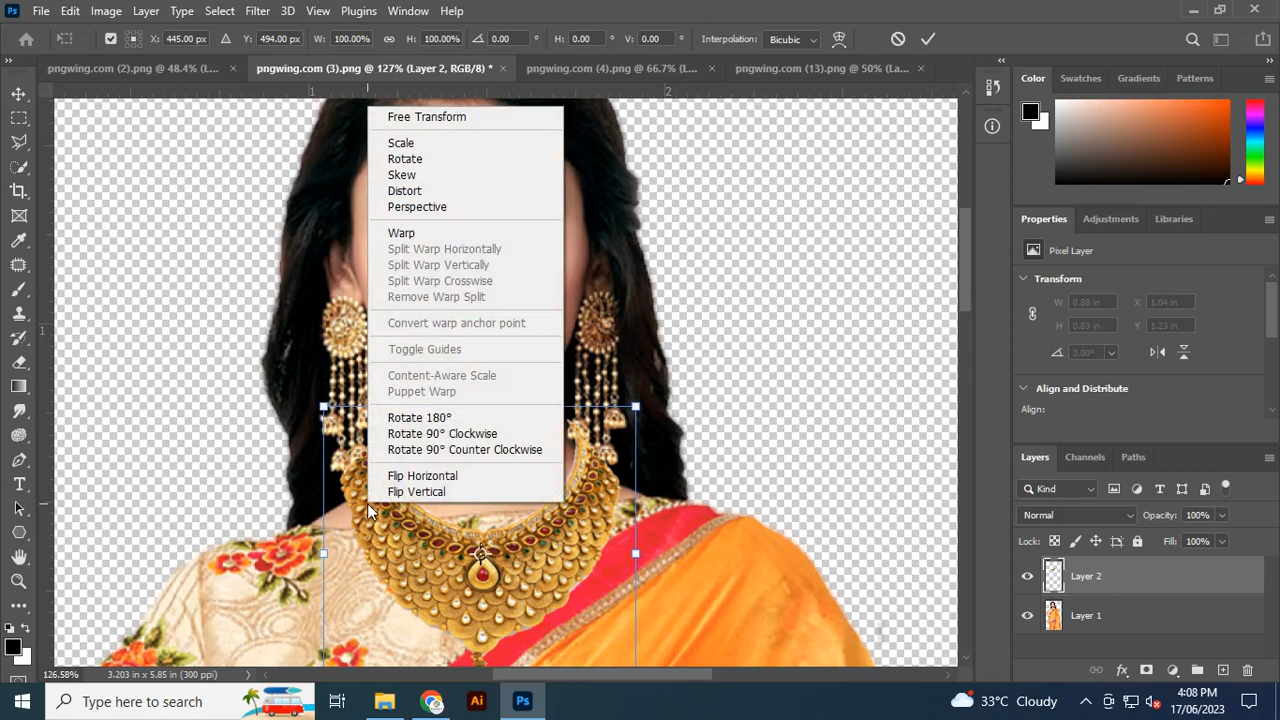 Ps File Edit Image Layer Type Select Filter 3D View Plugins Window Help
X: 445.00 px Y: 494.00 px W: 100.00% H: 100.00% 0.00 ° H: 0.00 ° V: 0.00 ° Interpolation: Bicubic
pngwing.com (2).png @ 48.4% (L... × pngwing.com (3).png @ 127% (Layer 2, RGB/8) * × pngwing.com (4).png @ 66.7% (L... × pngwing.com (13).png @ 50% (La... ×
1 2
Color Swatches Gradients Patterns
Free Transform
Scale
Rotate
Skew
Distort
Perspective
Warp
Split Warp Horizontally
Split Warp Vertically
Split Warp Crosswise
Remove Warp Split
Convert warp anchor point
Toggle Guides
Content-Aware Scale
Puppet Warp
Rotate 180°
Rotate 90° Clockwise
Rotate 90° Counter Clockwise
Flip Horizontal
Flip Vertical
1
Properties Adjustments Libraries
Pixel Layer
Transform
W 0.88 in X 1.04 in
H 0.83 in Y 1.23 in
0.00°
Align and Distribute
Align:
Layers Channels Paths
Kind
Normal Opacity: 100%
Lock: Fill: 100%
Layer 2
Layer 1
fx
126.58% 3.203 in x 5.85 in (300 ppi)
Type here to search
Ai Ps
33°C Cloudy
4:08 PM
17/06/2023